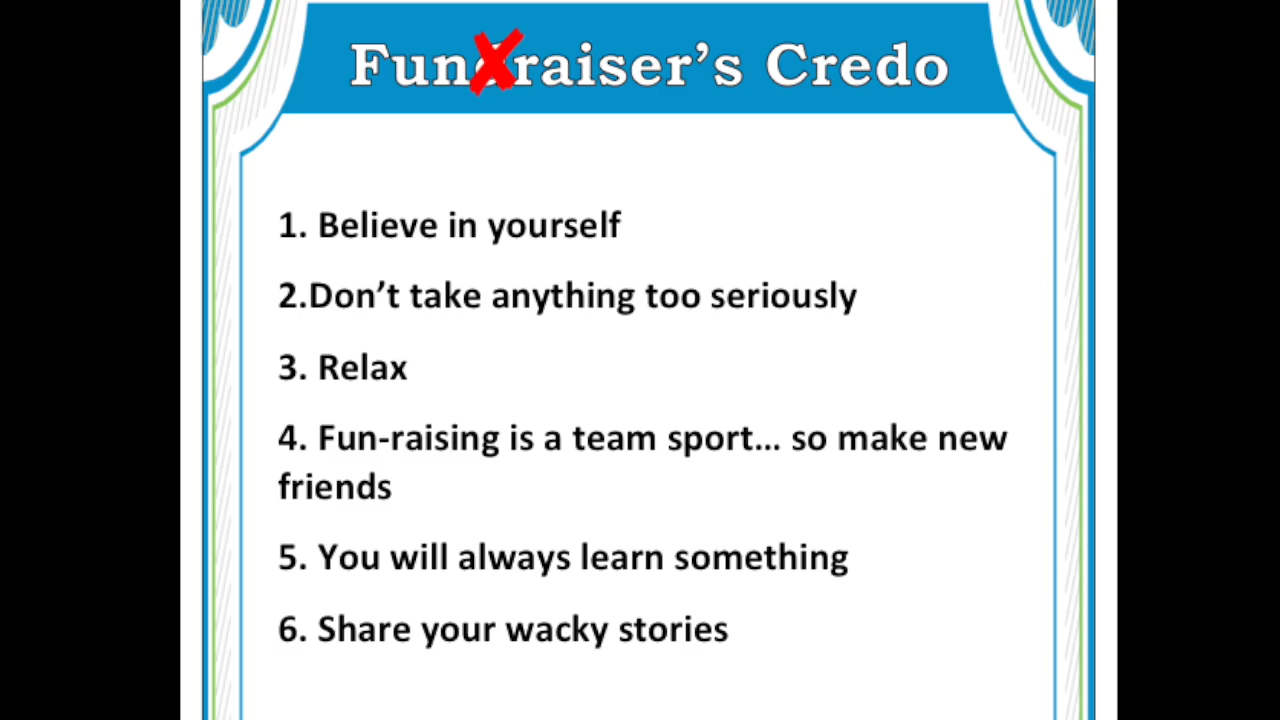 Fundraiser’s Credo
1. Believe in yourself
2.Don’t take anything too seriously
3. Relax
4. Fun-raising is a team sport... so make new
friends
5. You will always learn something
6. Share your wacky stories